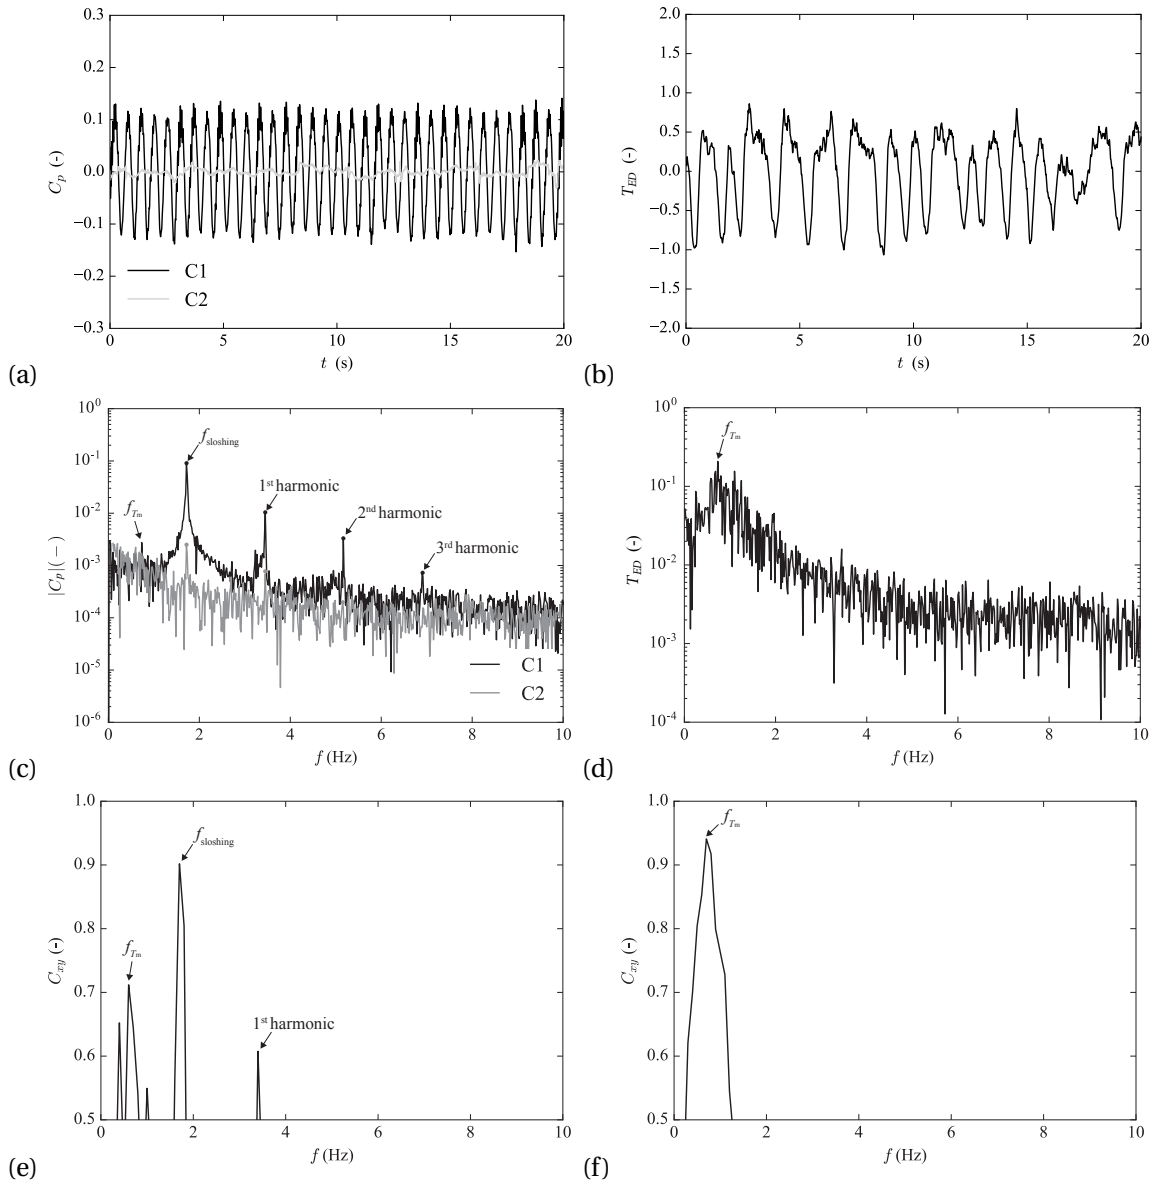 0.3
0.2
0.1
0.0
−0.1
−0.2
−0.3
C_p (-)
C1
C2
0 5 10 15 20
t (s)
(a)
2.0
1.5
1.0
0.5
0.0
−0.5
−1.0
−1.5
−2.0
T_ED (-)
0 5 10 15 20
t (s)
(b)
10^0
10^-1
10^-2
10^-3
10^-4
10^-5
10^-6
|C_p|(−)
f_Tm
f_sloshing
1st harmonic
2nd harmonic
3rd harmonic
C1
C2
0 2 4 6 8 10
f (Hz)
(c)
10^0
10^-1
10^-2
10^-3
10^-4
T_ED (-)
f_Tm
0 2 4 6 8 10
f (Hz)
(d)
1.0
0.9
0.8
0.7
0.6
0.5
C_xy (-)
f_sloshing
f_Tm
1st harmonic
0 2 4 6 8 10
f (Hz)
(e)
1.0
0.9
0.8
0.7
0.6
0.5
C_xy (-)
f_Tm
0 2 4 6 8 10
f (Hz)
(f)